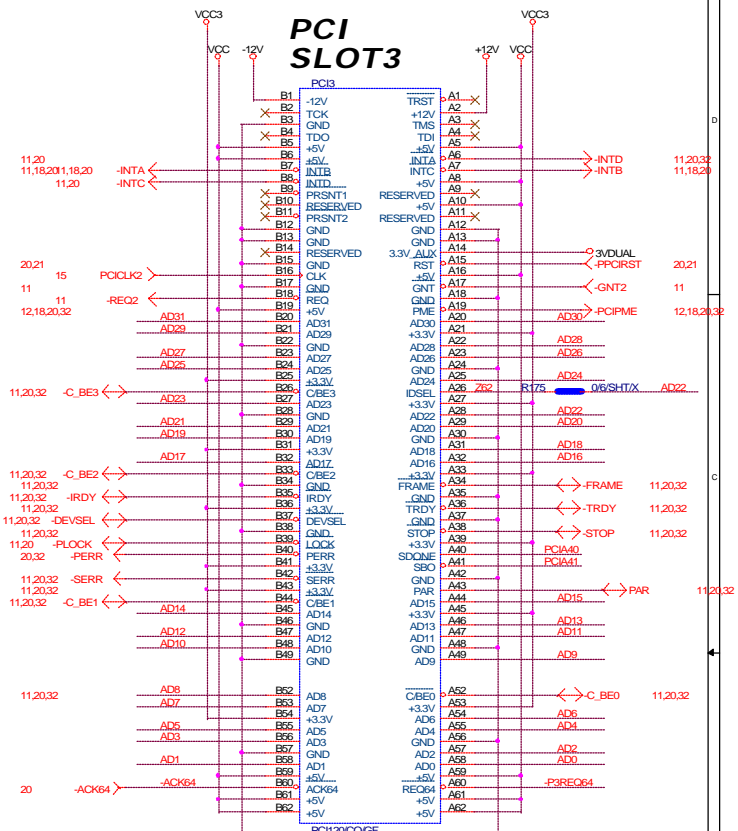 VCC3 VCC3
PCI
SLOT3
VCC -12V +12V VCC
PCI3
B1 -12V TRST A1
B2 TCK +12V A2
B3 GND TMS A3
B4 TDO TDI A4
B5 +5V +5V A5
11,20 B6 +5V INTA A6 -INTD 11,20,32
11,18,20 11,18,20 -INTA B7 INTB INTC A7 -INTB 11,18,20
11,20 -INTC B8 INTD +5V A8
B9 PRSNT1 RESERVED A9
B10 RESERVED +5V A10
B11 PRSNT2 RESERVED A11
B12 GND GND A12
B13 GND GND A13
B14 RESERVED 3.3V_AUX A14 3VDUAL
20,21 B15 GND RST A15 -PPCIRST 20,21
15 PCICLK2 B16 CLK +5V A16
11 B17 GND GNT A17 -GNT2 11
11 -REQ2 B18 REQ GND A18
12,18,20,32 B19 +5V PME A19 -PCIPME 12,18,20,32
AD31 B20 AD31 AD30 A20 AD30
AD29 B21 AD29 +3.3V A21
B22 GND AD28 A22 AD28
AD27 B23 AD27 AD26 A23 AD26
AD25 B24 AD25 GND A24
B25 +3.3V AD24 A25 AD24
11,20,32 -C_BE3 B26 C/BE3 IDSEL A26 Z62 R175 0/6/SHT/X AD22
AD23 B27 AD23 +3.3V A27
B28 GND AD22 A28 AD22
AD21 B29 AD21 AD20 A29 AD20
AD19 B30 AD19 GND A30
B31 +3.3V AD18 A31 AD18
AD17 B32 AD17 AD16 A32 AD16
11,20,32 -C_BE2 B33 C/BE2 +3.3V A33
11,20,32 B34 GND FRAME A34 -FRAME 11,20,32
11,20,32 -IRDY B35 IRDY GND A35
11,20,32 B36 +3.3V TRDY A36 -TRDY 11,20,32
11,20,32 -DEVSEL B37 DEVSEL GND A37
11,20,32 B38 GND STOP A38 -STOP 11,20,32
11,20 -PLOCK B39 LOCK +3.3V A39
20,32 -PERR B40 PERR SDONE A40 PCIA40
B41 +3.3V SBO A41 PCIA41
11,20,32 -SERR B42 SERR GND A42
11,20,32 B43 +3.3V PAR A43 PAR 11,20,32
11,20,32 -C_BE1 B44 C/BE1 AD15 A44 AD15
AD14 B45 AD14 +3.3V A45
B46 GND AD13 A46 AD13
AD12 B47 AD12 AD11 A47 AD11
AD10 B48 AD10 GND A48
B49 GND AD9 A49 AD9
11,20,32 AD8 B52 AD8 C/BE0 A52 -C_BE0 11,20,32
AD7 B53 AD7 +3.3V A53
B54 +3.3V AD6 A54 AD6
AD5 B55 AD5 AD4 A55 AD4
AD3 B56 AD3 GND A56
B57 GND AD2 A57 AD2
AD1 B58 AD1 AD0 A58 AD0
B59 +5V +5V A59
20 -ACK64 -ACK64 B60 ACK64 REQ64 A60 -P3REQ64
B61 +5V +5V A61
B62 +5V +5V A62
D
C